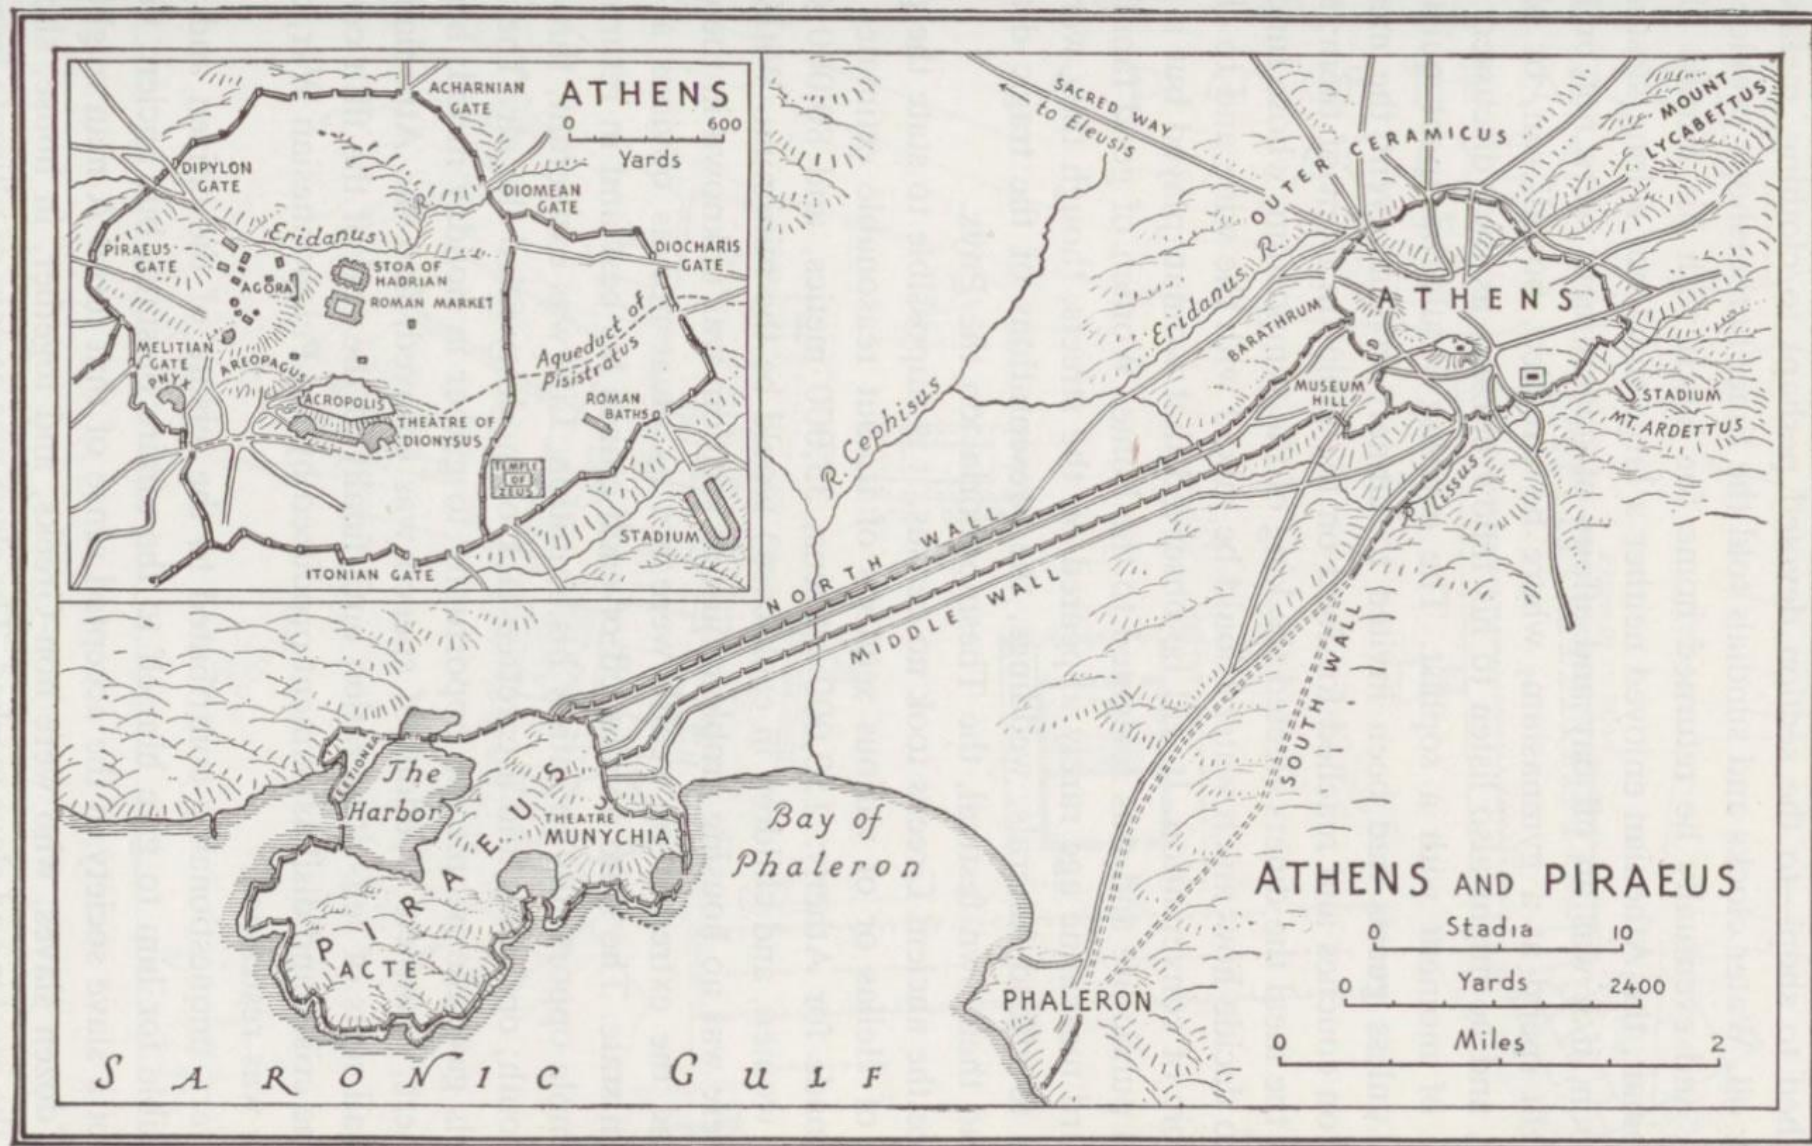 ATHENS
0 600
Yards
ACHARNIAN
GATE
DIPYLON
GATE
DIOMEAN
GATE
Eridanus
DIOCHARIS
GATE
PIRAEUS
GATE
STOA OF
HADRIAN
AGORA
ROMAN MARKET
MELITIAN
GATE
PNYX
AREOPAGUS
Aqueduct of
Pisistratus
ACROPOLIS
ROMAN
BATHS
THEATRE OF
DIONYSUS
TEMPLE
OF
ZEUS
STADIUM
ITONIAN GATE
SACRED WAY
to Eleusis
OUTER CERAMICUS
MOUNT
LYCABETTUS
Eridanus R.
BARATHRUM
ATHENS
MUSEUM
HILL
STADIUM
MT. ARDETTUS
R. Cephisus
R. Ilissus
NORTH WALL
MIDDLE WALL
SOUTH WALL
EETIONEA
The
Harbor
PIRAEUS
THEATRE
MUNYCHIA
ACTE
Bay of
Phaleron
PHALERON
SARONIC GULF
ATHENS AND PIRAEUS
0 Stadia 10
0 Yards 2400
0 Miles 2